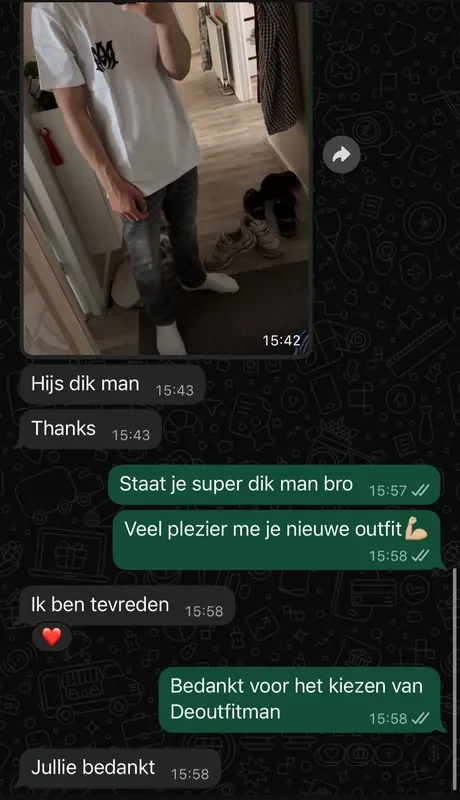 15:42
Hijs dik man 15:43
Thanks 15:43
Staat je super dik man bro 15:57
Veel plezier me je nieuwe outfit💪🏼
15:58
Ik ben tevreden 15:58
❤️
Bedankt voor het kiezen van
Deoutfitman 15:58
Jullie bedankt 15:58